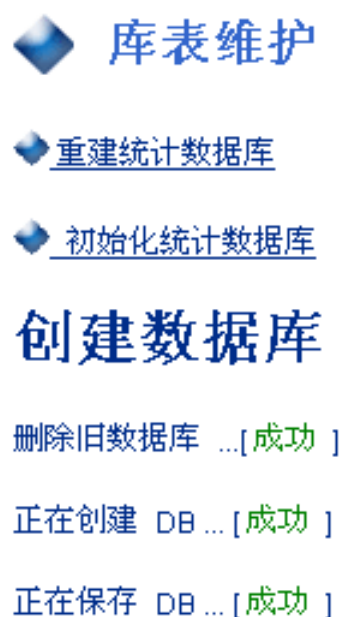 库表维护
重建统计数据库
初始化统计数据库
创建数据库
删除旧数据库 ...[成功 ]
正在创建 DB ... [成功 ]
正在保存 DB ... [成功 ]